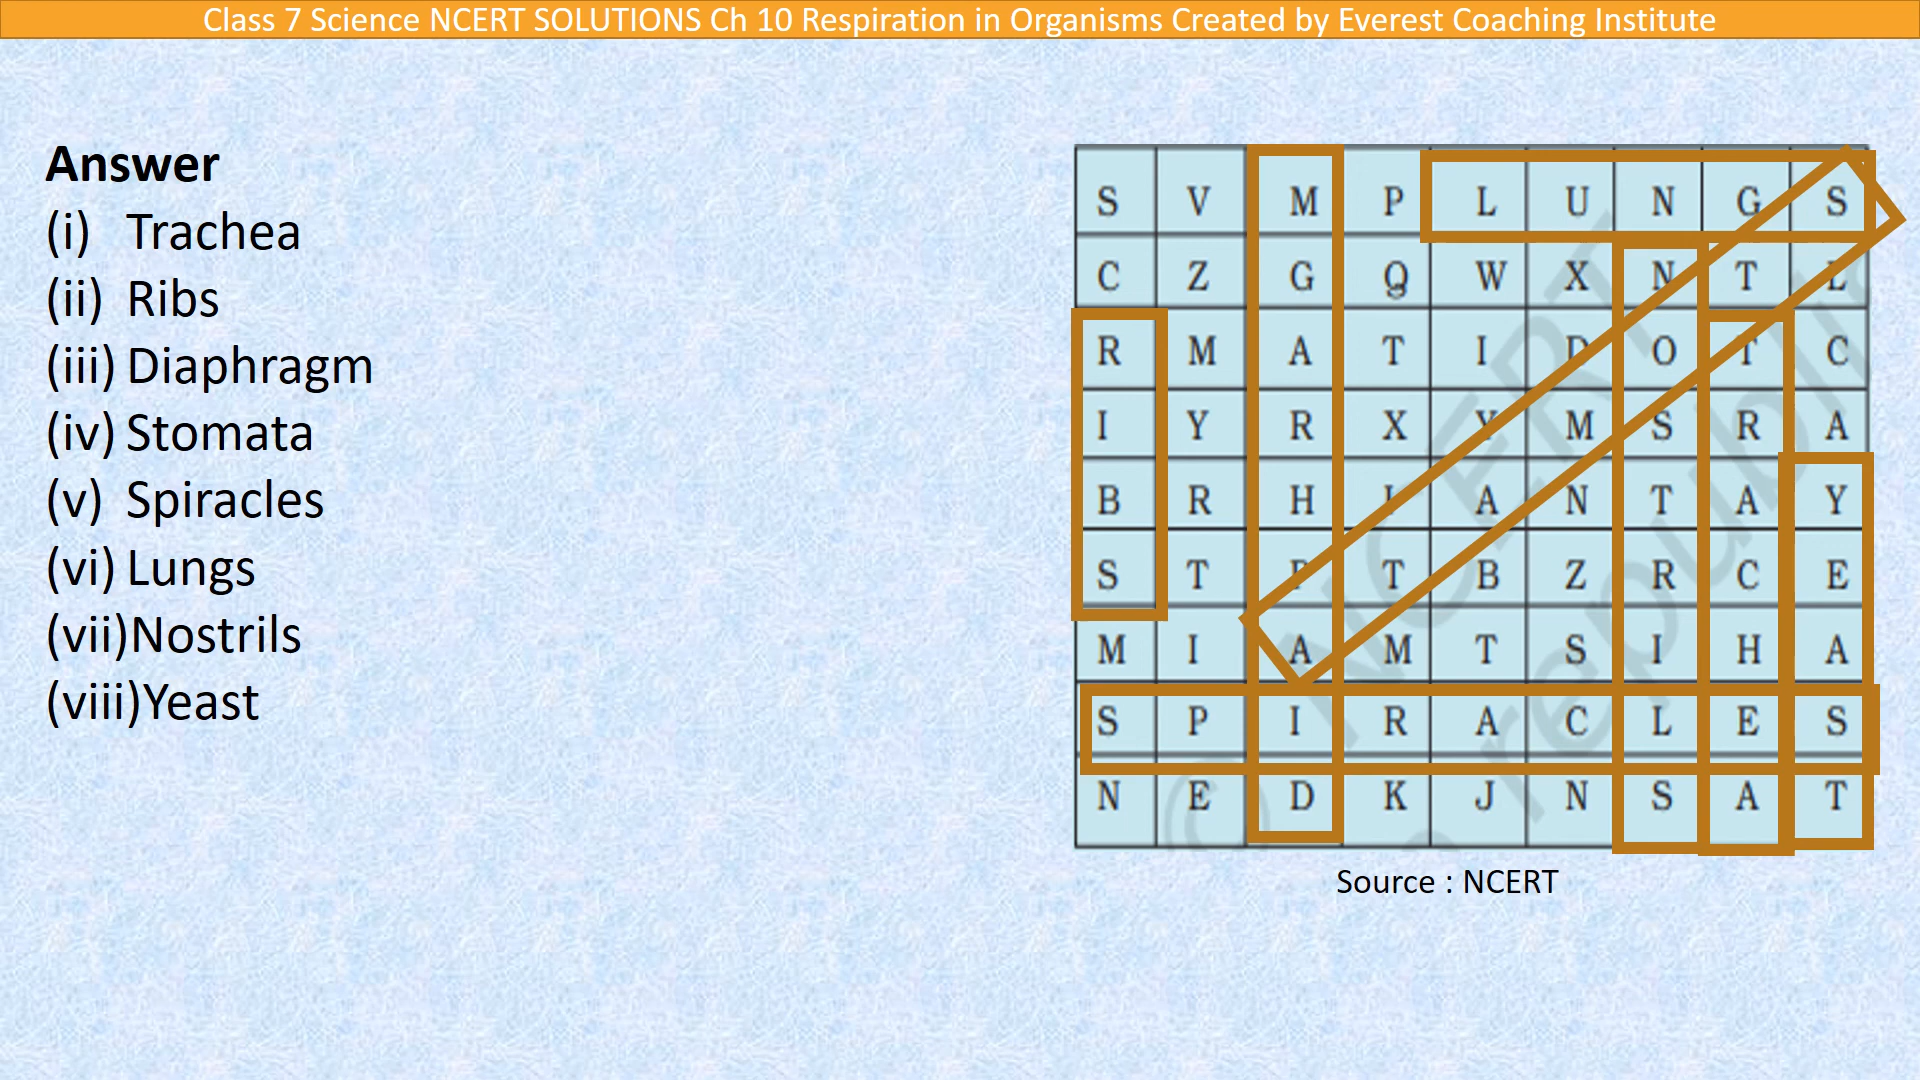 Class 7 Science NCERT SOLUTIONS Ch 10 Respiration in Organisms Created by Everest Coaching Institute
Answer
(i) Trachea
(ii) Ribs
(iii) Diaphragm
(iv) Stomata
(v) Spiracles
(vi) Lungs
(vii)Nostrils
(viii)Yeast
S V M P L U N G S
C Z G Q W X N T L
R M A T I D O T C
I Y R X Y M S R A
B R H I A N T A Y
S T P T B Z R C E
M I A M T S I H A
S P I R A C L E S
N E D K J N S A T
Source : NCERT